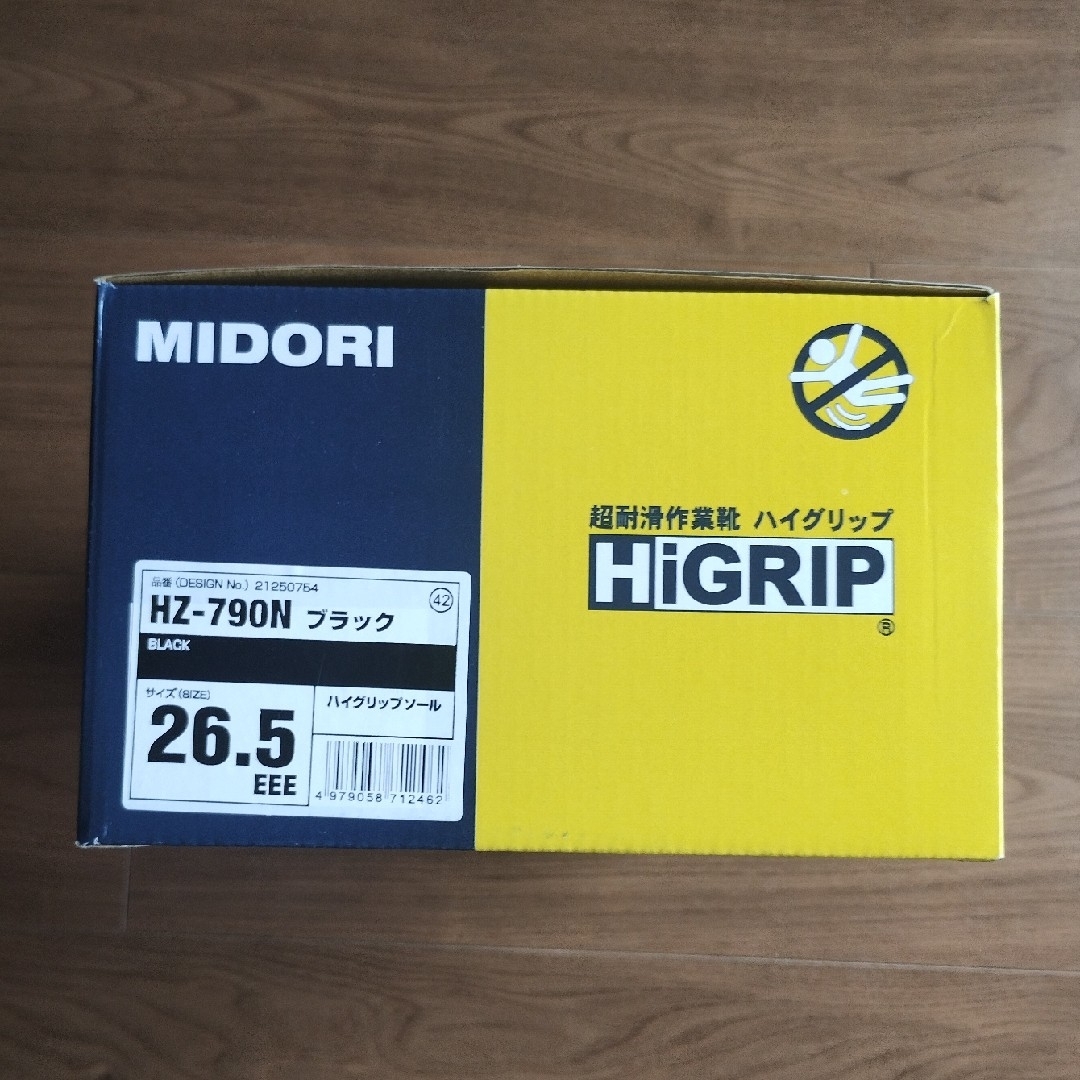 MIDORI
超耐滑作業靴 ハイグリップ
HiGRIP
®
品番(DESIGN No.) 21250754
HZ-790N ブラック
42
BLACK
サイズ(SIZE)
26.5
EEE
ハイグリップソール
4 979058 712462